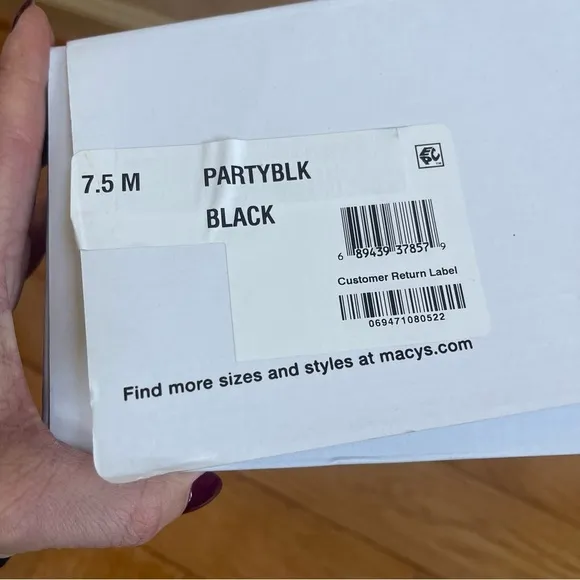 7.5 M PARTYBLK
BLACK
6 89439 37857 9
Customer Return Label
069471080522
Find more sizes and styles at macys.com